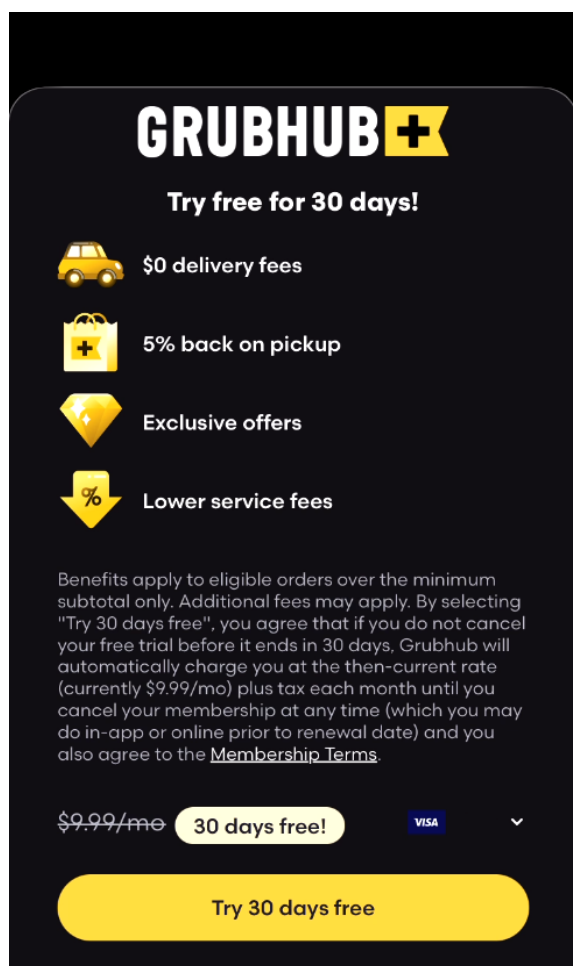 GRUBHUB+
Try free for 30 days!
$0 delivery fees
5% back on pickup
Exclusive offers
Lower service fees
Benefits apply to eligible orders over the minimum
subtotal only. Additional fees may apply. By selecting
"Try 30 days free", you agree that if you do not cancel
your free trial before it ends in 30 days, Grubhub will
automatically charge you at the then-current rate
(currently $9.99/mo) plus tax each month until you
cancel your membership at any time (which you may
do in-app or online prior to renewal date) and you
also agree to the Membership Terms.
$9.99/mo 30 days free! VISA
Try 30 days free